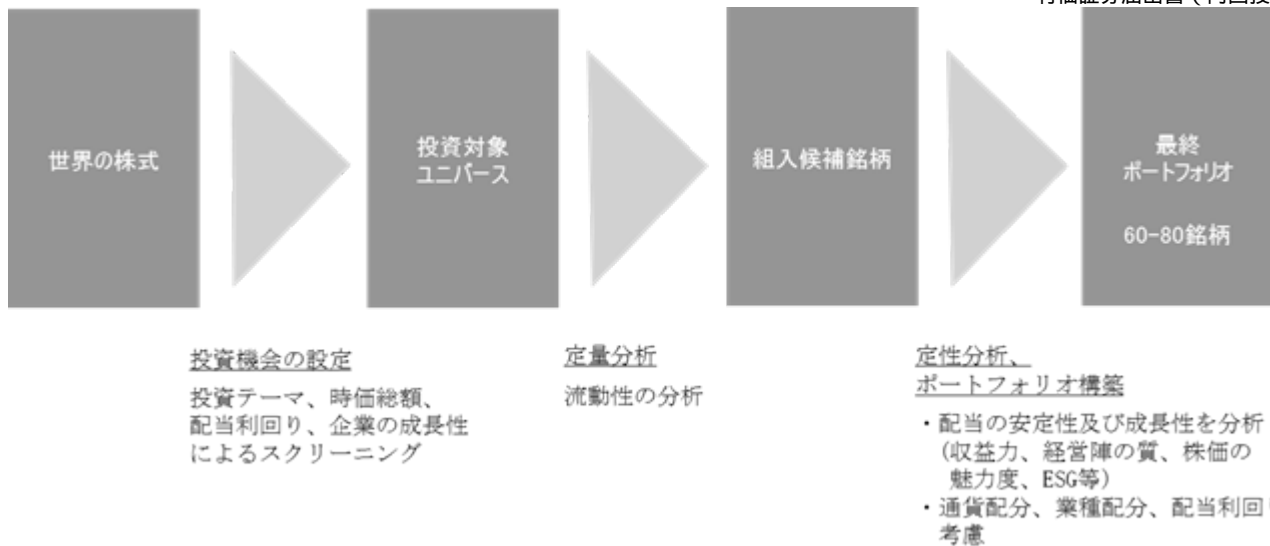 世界の株式
投資対象
ユニバース
組入候補銘柄
最終
ポートフォリオ
60-80銘柄
投資機会の設定
投資テーマ、時価総額、
配当利回り、企業の成長性
によるスクリーニング
定量分析
流動性の分析
定性分析、
ポートフォリオ構築
・配当の安定性及び成長性を分析
(収益力、経営陣の質、株価の
魅力度、ESG等)
・通貨配分、業種配分、配当利回
考慮